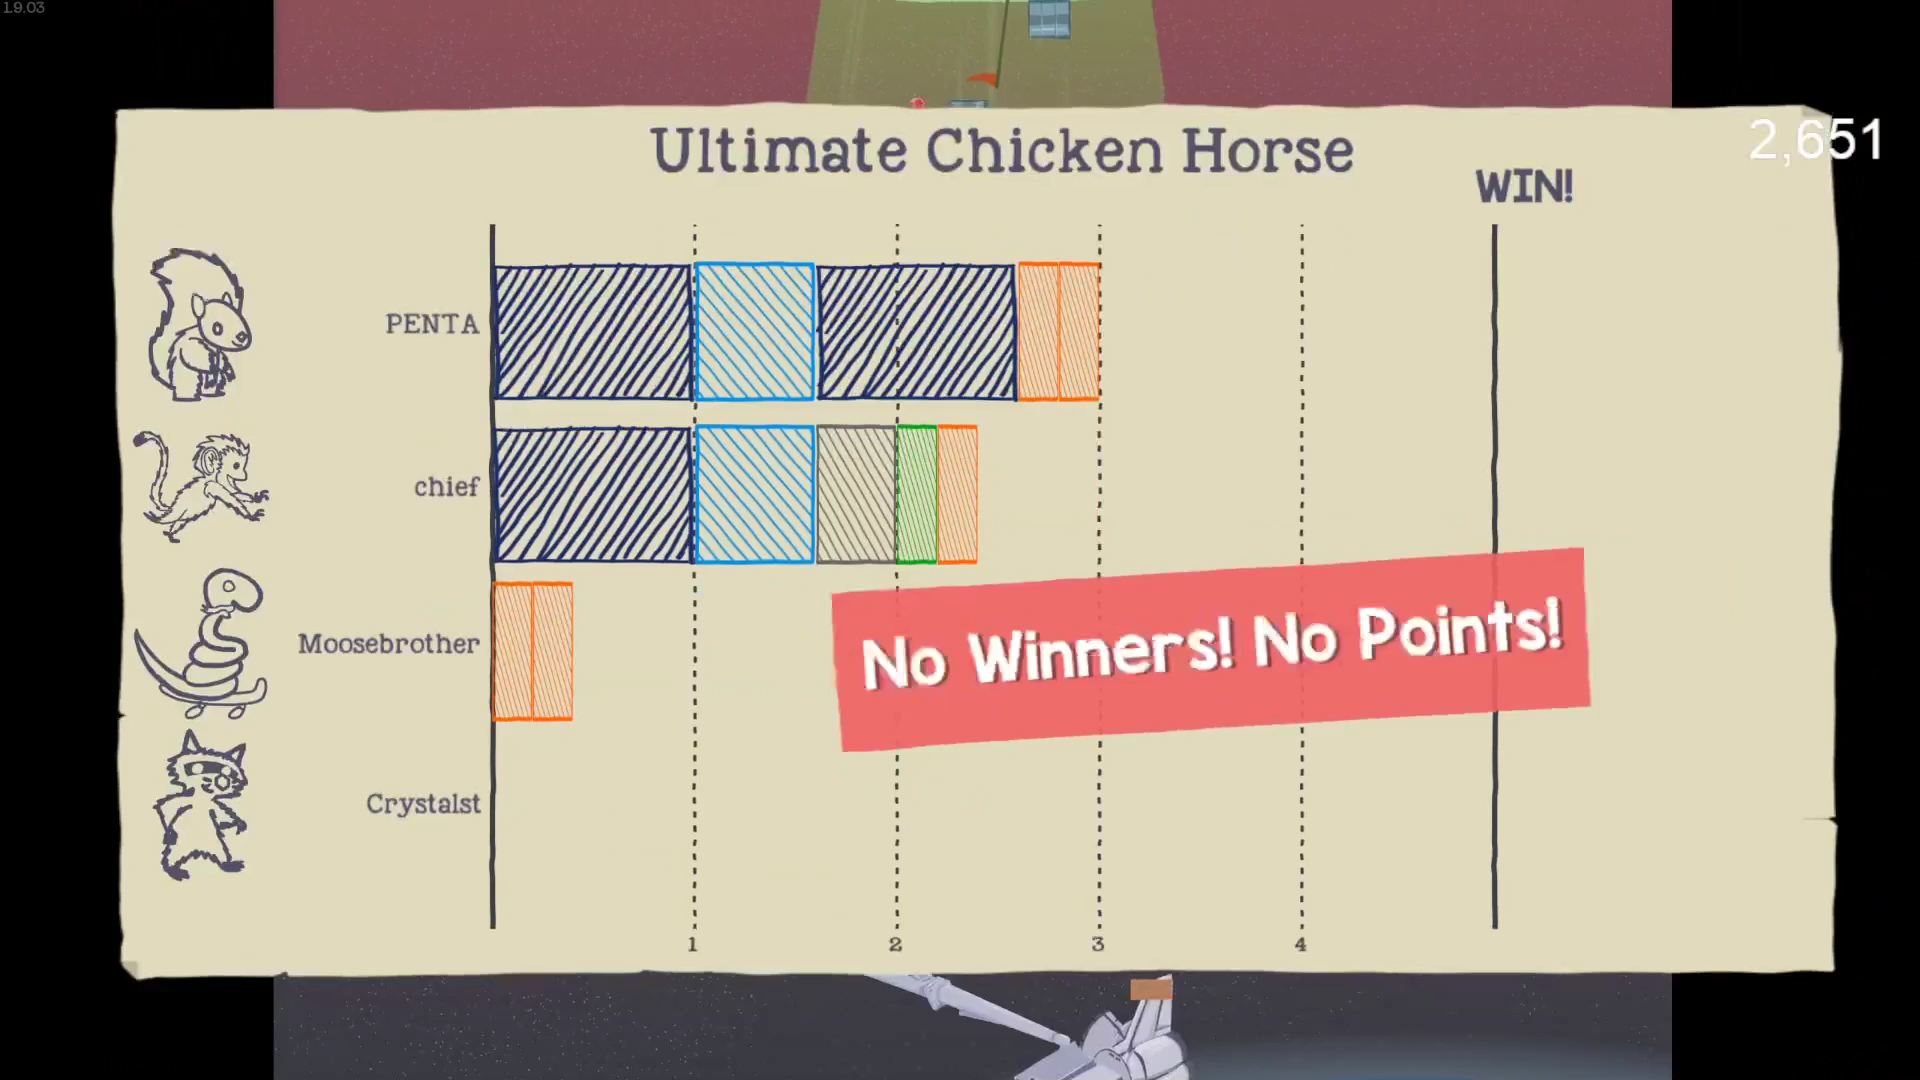 1.9.03
2,651
Ultimate Chicken Horse
WIN!
PENTA
chief
Moosebrother
No Winners! No Points!
Crystalst
1 2 3 4